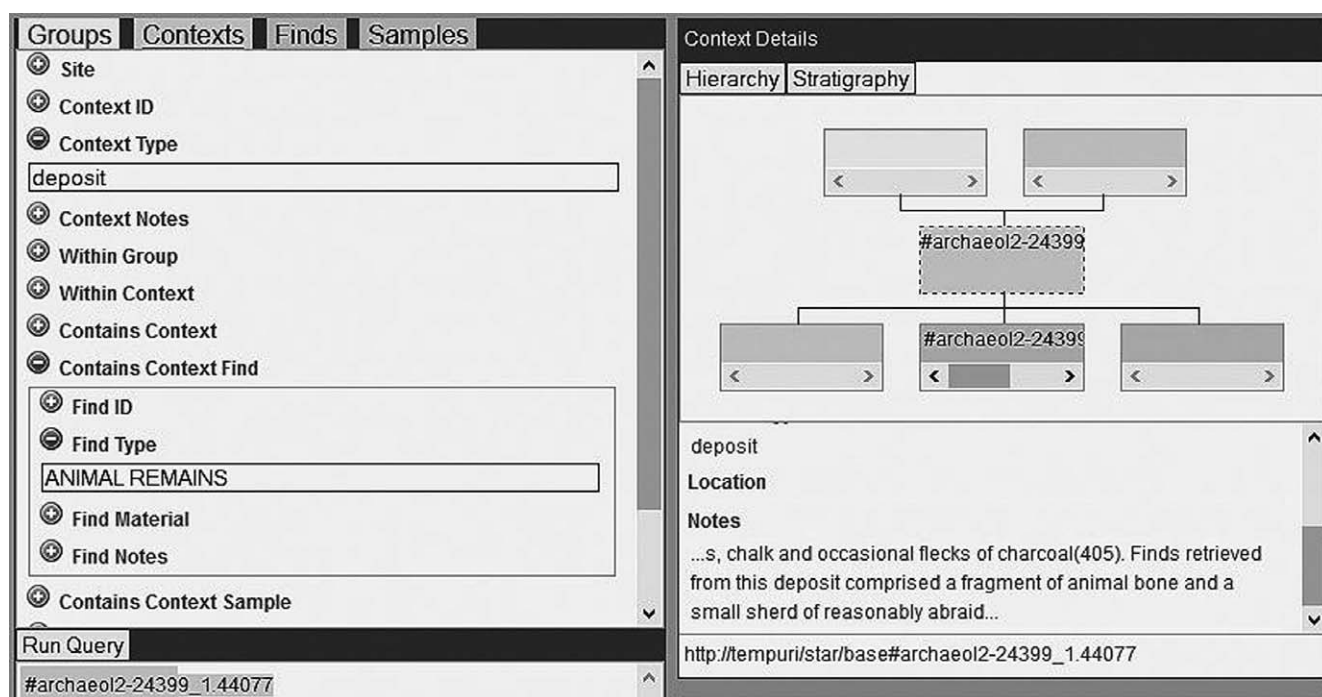 Groups Contexts Finds Samples
Site
Context ID
Context Type
deposit
Context Notes
Within Group
Within Context
Contains Context
Contains Context Find
Find ID
Find Type
ANIMAL REMAINS
Find Material
Find Notes
Contains Context Sample
Run Query
#archaeol2-24399_1.44077
Context Details
Hierarchy Stratigraphy
#archaeol2-24399
#archaeol2-24399
deposit
Location
Notes
...s, chalk and occasional flecks of charcoal(405). Finds retrieved
from this deposit comprised a fragment of animal bone and a
small sherd of reasonably abraid...
http://tempuri/star/base#archaeol2-24399_1.44077